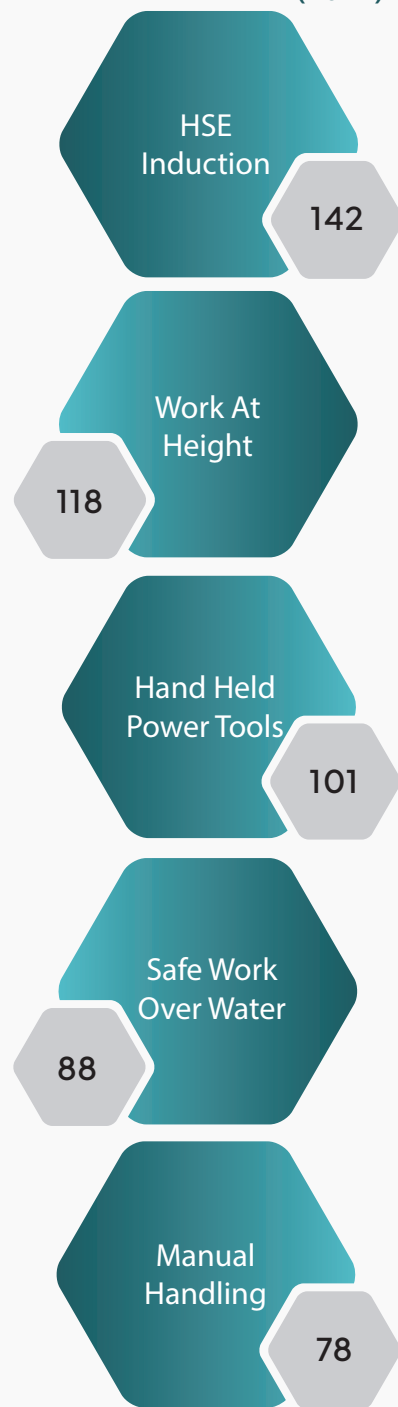 HSE
Induction
142
Work At
Height
118
Hand Held
Power Tools
101
Safe Work
Over Water
88
Manual
Handling
78